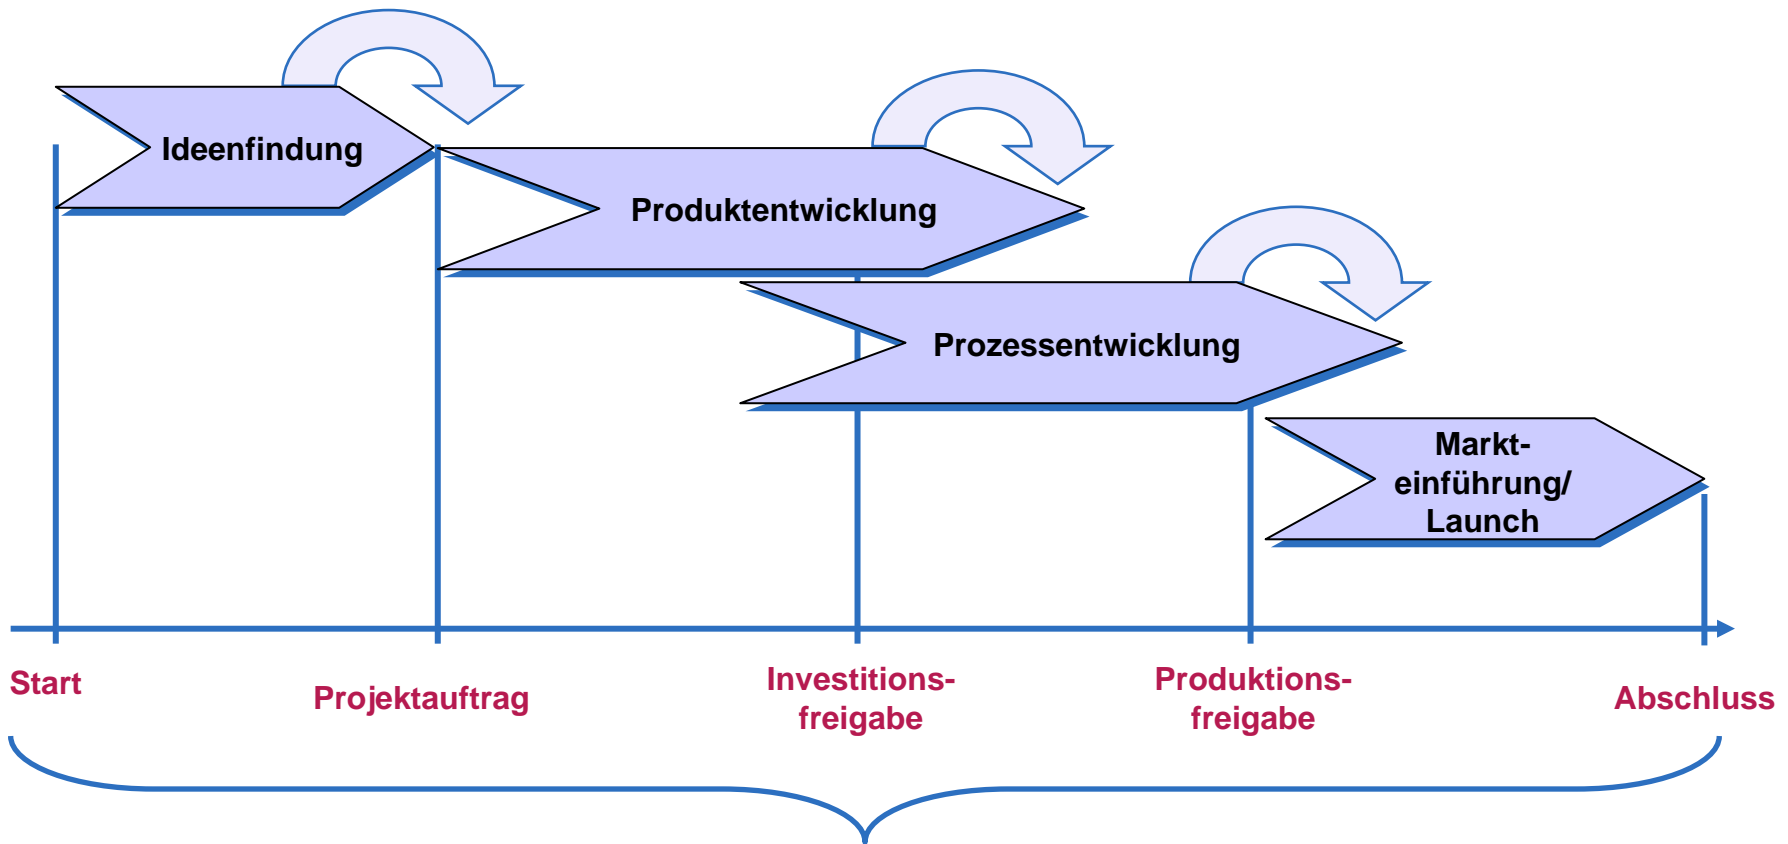 Ideenfindung
Produktentwicklung
Prozessentwicklung
Markt-
einführung/
Launch
Start
Projektauftrag
Investitions-
freigabe
Produktions-
freigabe
Abschluss